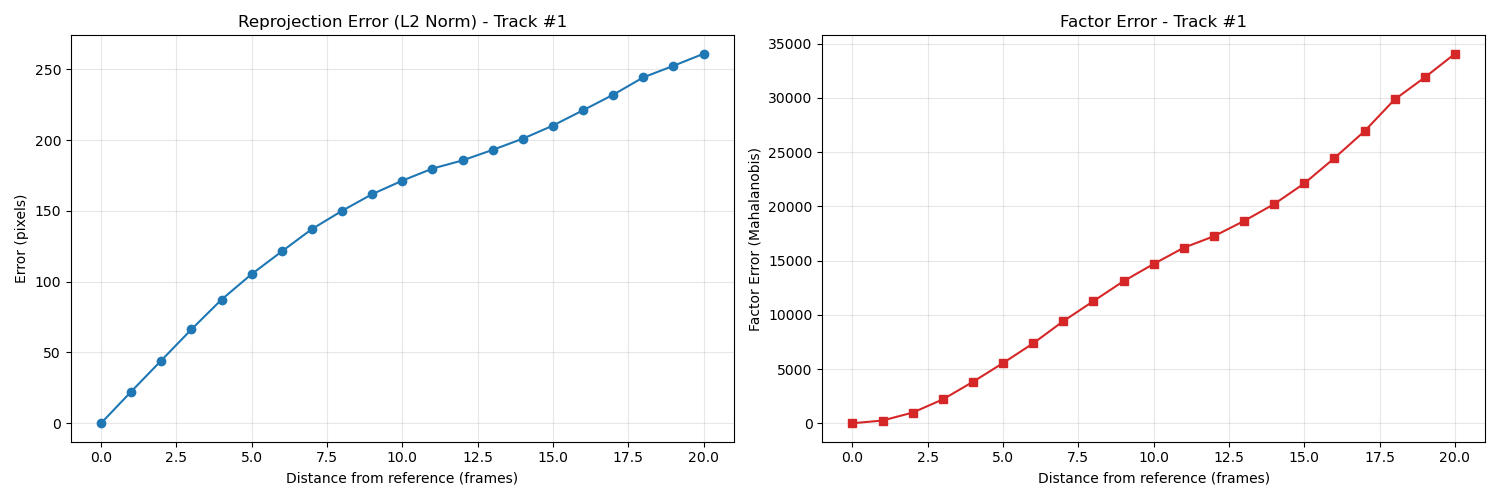 Reprojection Error (L2 Norm) - Track #1
Error (pixels)
250
200
150
100
50
0
0.0 2.5 5.0 7.5 10.0 12.5 15.0 17.5 20.0
Distance from reference (frames)
Factor Error - Track #1
Factor Error (Mahalanobis)
35000
30000
25000
20000
15000
10000
5000
0
0.0 2.5 5.0 7.5 10.0 12.5 15.0 17.5 20.0
Distance from reference (frames)